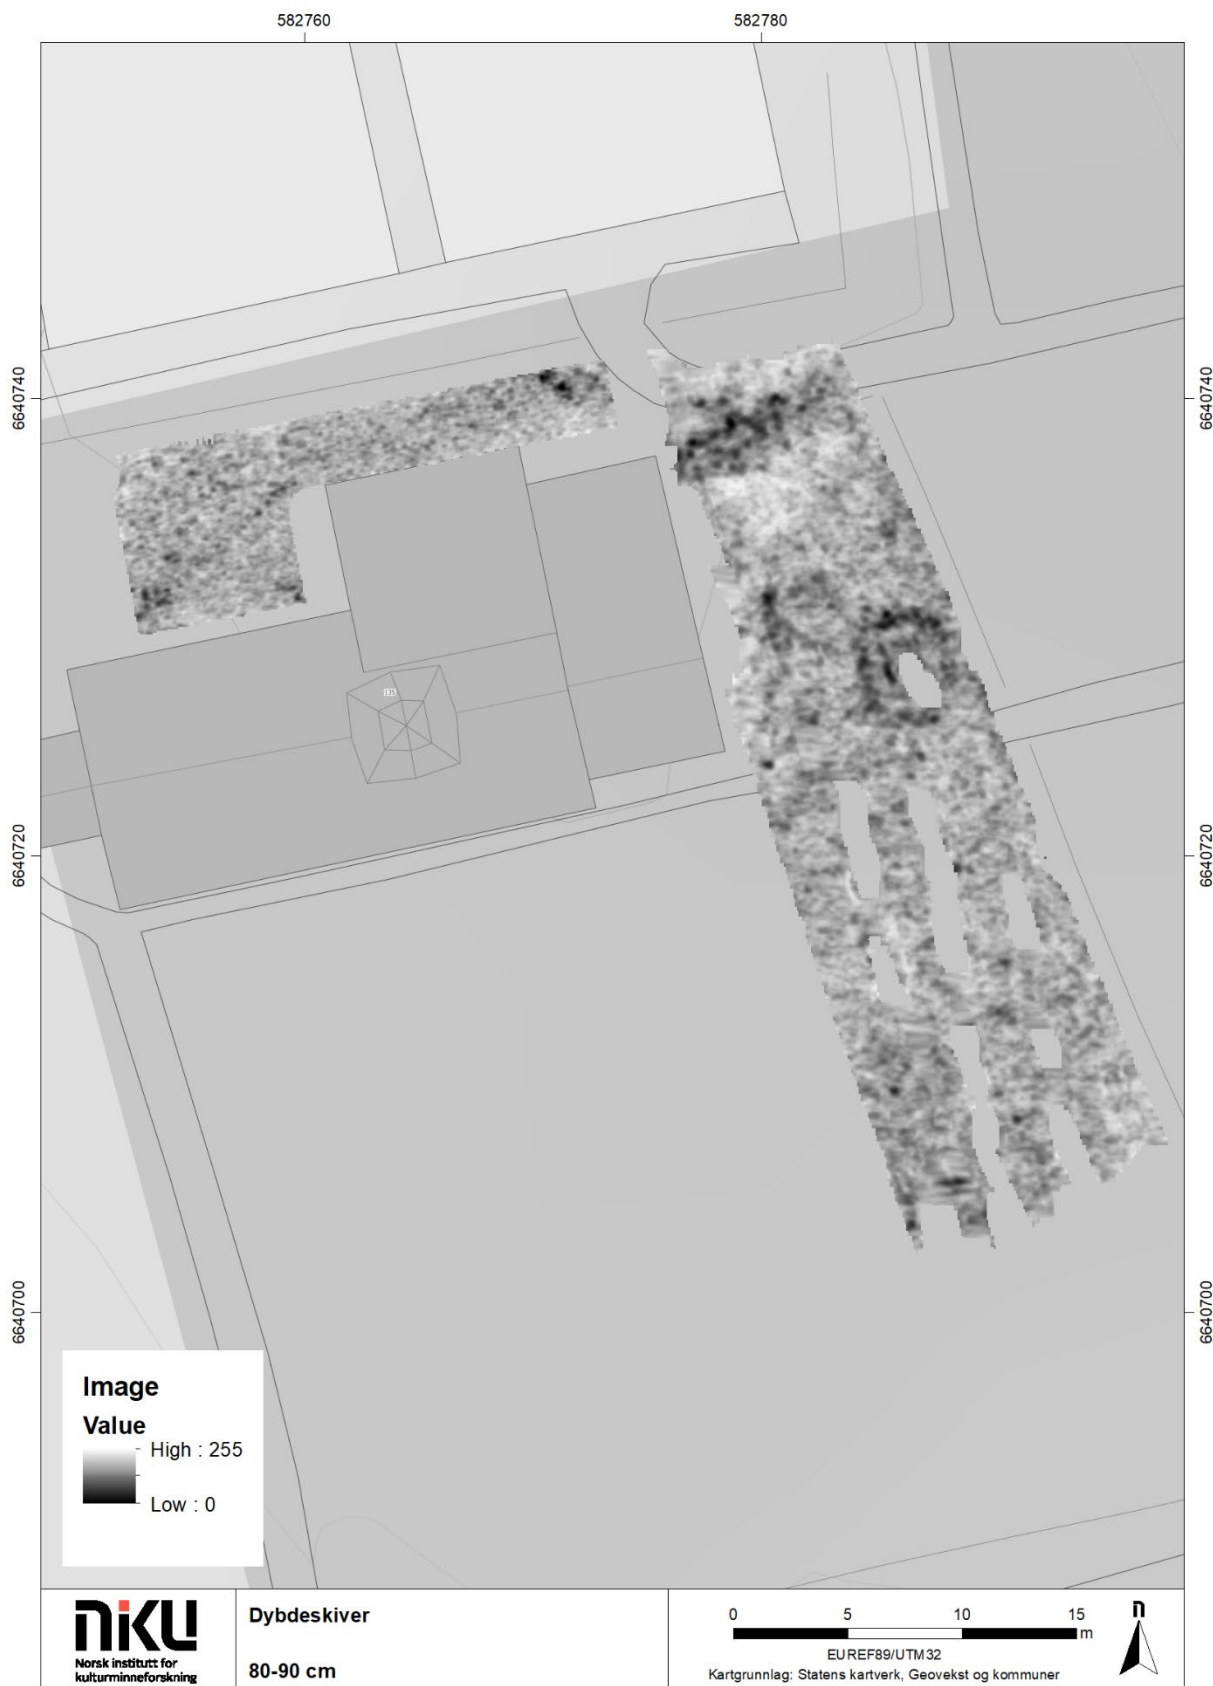 582760
582780
6640740
6640740
135
6640720
6640720
6640700
6640700
Image
Value
High : 255
Low : 0
NIKU
Norsk institutt for
kulturminneforskning
Dybdeskiver
80-90 cm
0 5 10 15
m
EUREF89/UTM32
Kartgrunnlag: Statens kartverk, Geovekst og kommuner
n